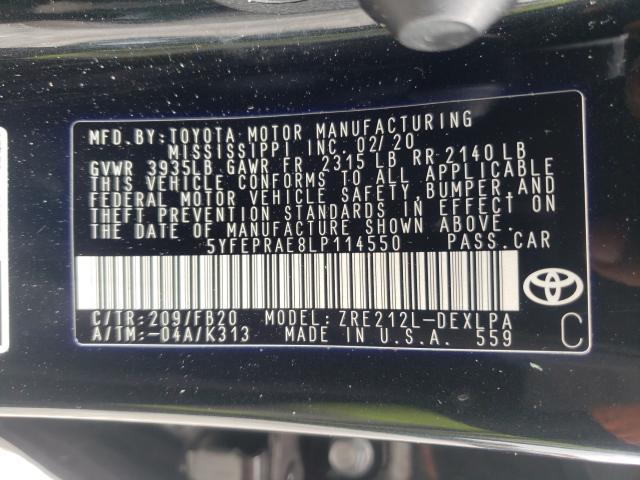 MFD.BY:TOYOTA MOTOR MANUFACTURING
MISSISSIPPI INC. 02/20
GVWR 3935LB GAWR FR 2315 LB RR-2140 LB
THIS VEHICLE CONFORMS TO ALL APPLICABLE
FEDERAL MOTOR VEHICLE SAFETY,BUMPER,AND
THEFT PREVENTION STANDARDS IN EFFECT ON
THE DATE OF MANUFACTURE SHOWN ABOVE.
5YFEPRAE8LP114550 PASS.CAR
C/TR:209/FB20 MODEL:ZRE212L-DEXLPA
A/TM:-04A/K313 MADE IN U.S.A. 559 C